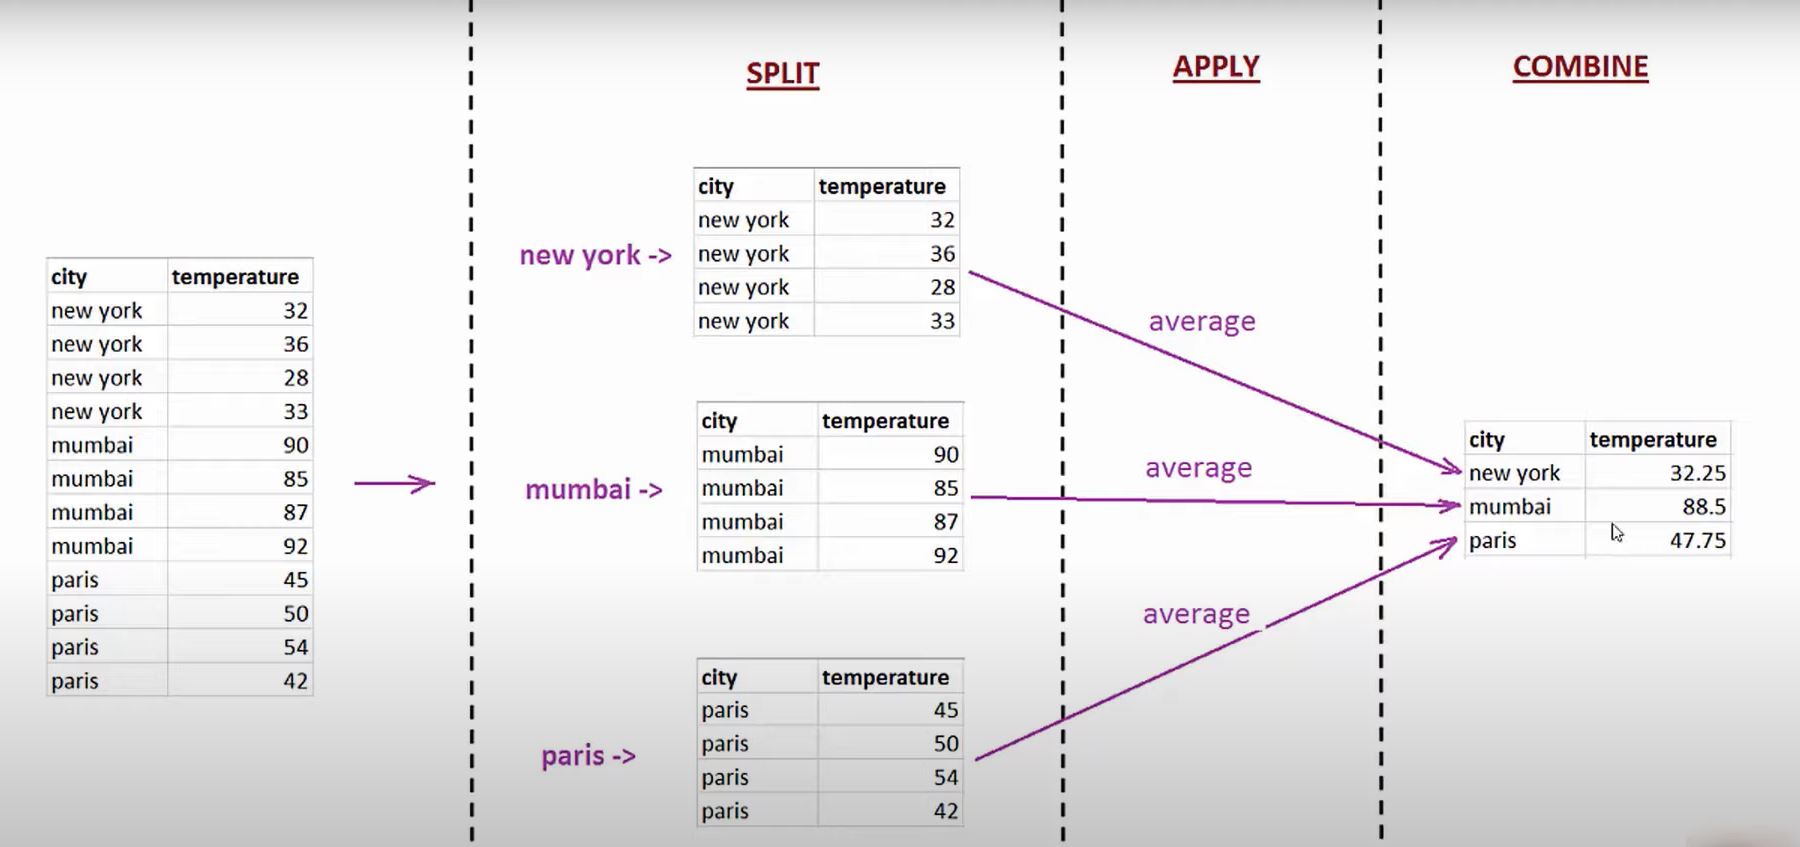 SPLIT
APPLY
COMBINE
city temperature
new york 32
new york 36
new york 28
new york 33
mumbai 90
mumbai 85
mumbai 87
mumbai 92
paris 45
paris 50
paris 54
paris 42
new york ->
city temperature
new york 32
new york 36
new york 28
new york 33
mumbai ->
city temperature
mumbai 90
mumbai 85
mumbai 87
mumbai 92
paris ->
city temperature
paris 45
paris 50
paris 54
paris 42
average
average
average
city temperature
new york 32.25
mumbai 88.5
paris 47.75